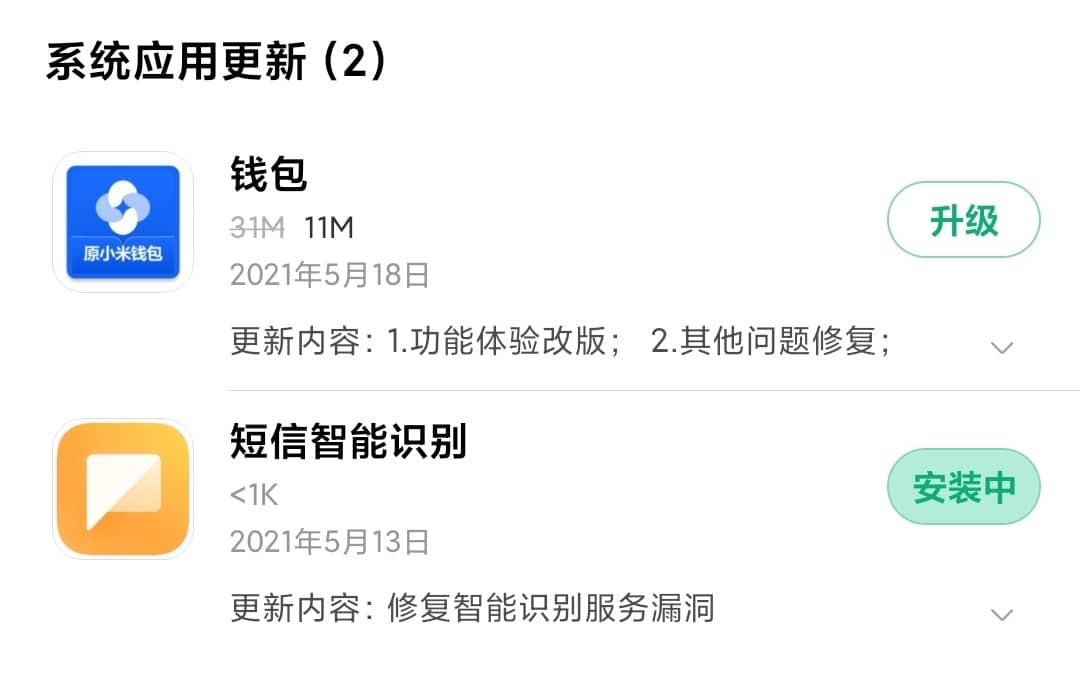 系统应用更新（2）
原小米钱包
钱包
31M 11M
升级
2021年5月18日
更新内容：1.功能体验改版； 2.其他问题修复；
短信智能识别
<1K
安装中
2021年5月13日
更新内容：修复智能识别服务漏洞